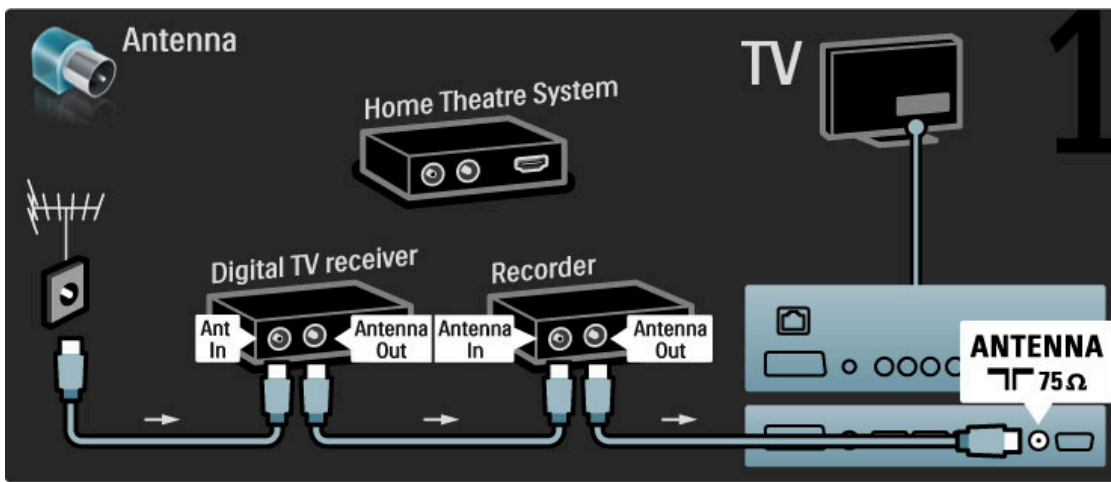 Antenna
TV
1
Home Theatre System
Digital TV receiver
Recorder
Ant
In
Antenna
Out
Antenna
In
Antenna
Out
ANTENNA
75 Ω